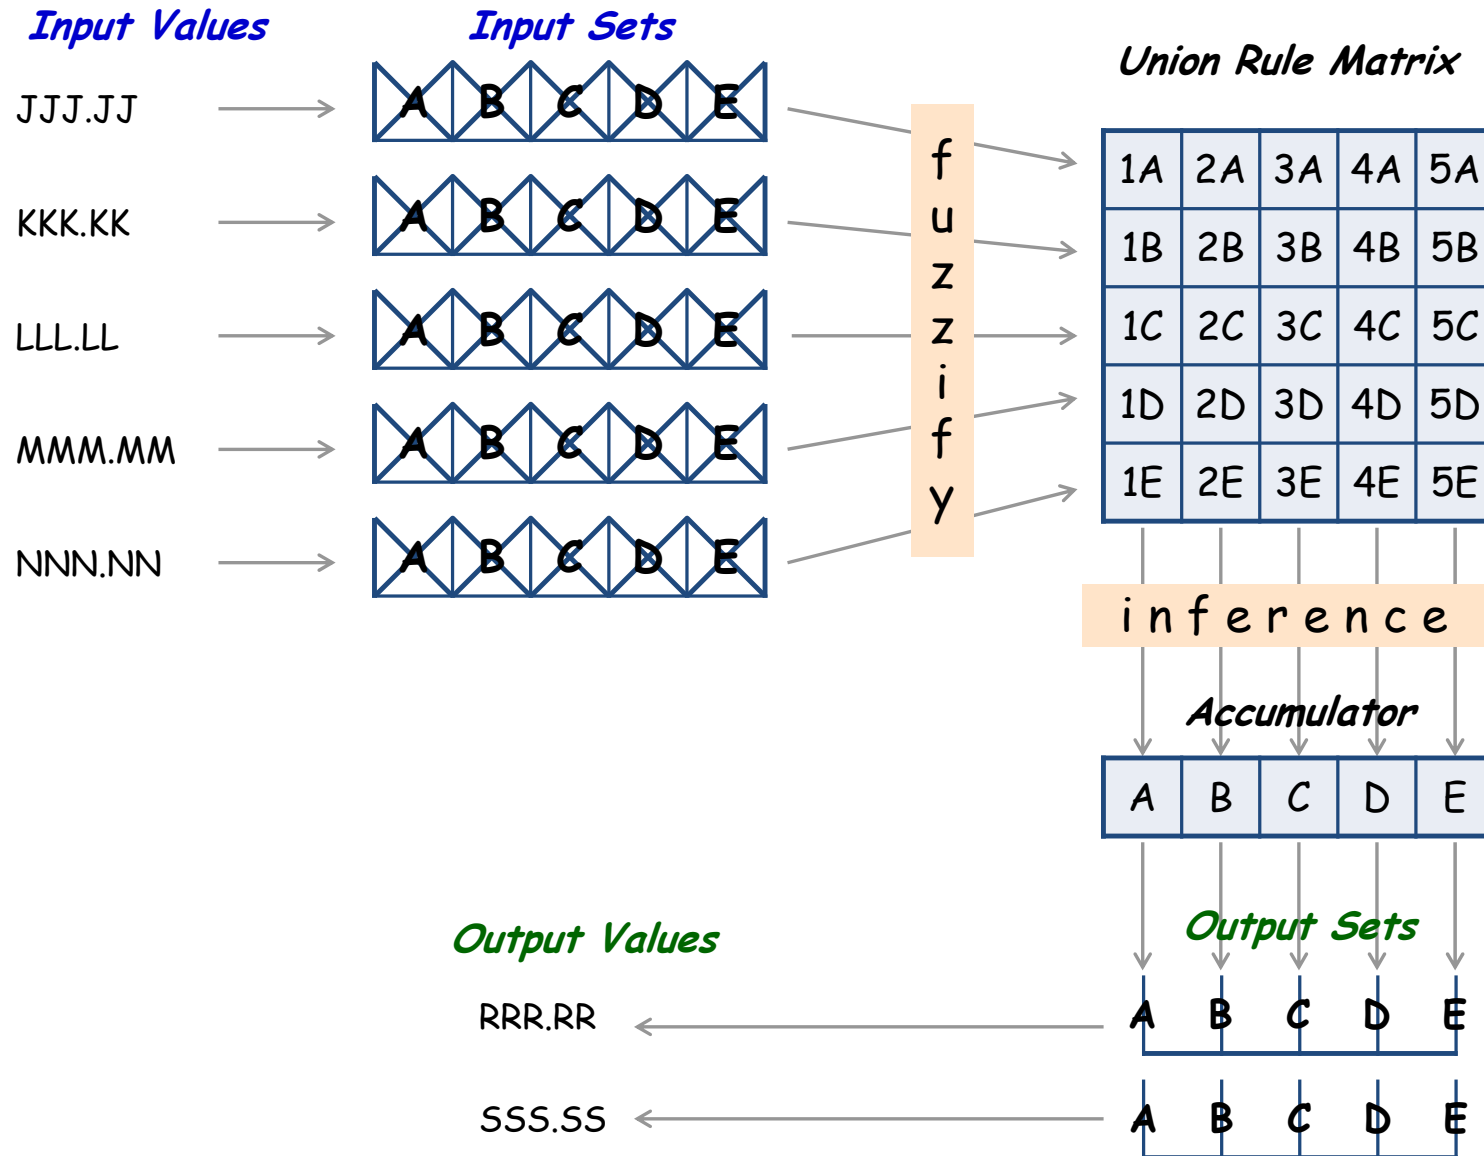 Input Values
Input Sets
Union Rule Matrix
JJJ.JJ
A B C D E
KKK.KK
A B C D E
LLL.LL
A B C D E
MMM.MM
A B C D E
NNN.NN
A B C D E
fuzzify
1A 2A 3A 4A 5A
1B 2B 3B 4B 5B
1C 2C 3C 4C 5C
1D 2D 3D 4D 5D
1E 2E 3E 4E 5E
inference
Accumulator
A B C D E
Output Values
Output Sets
RRR.RR
A B C D E
SSS.SS
A B C D E